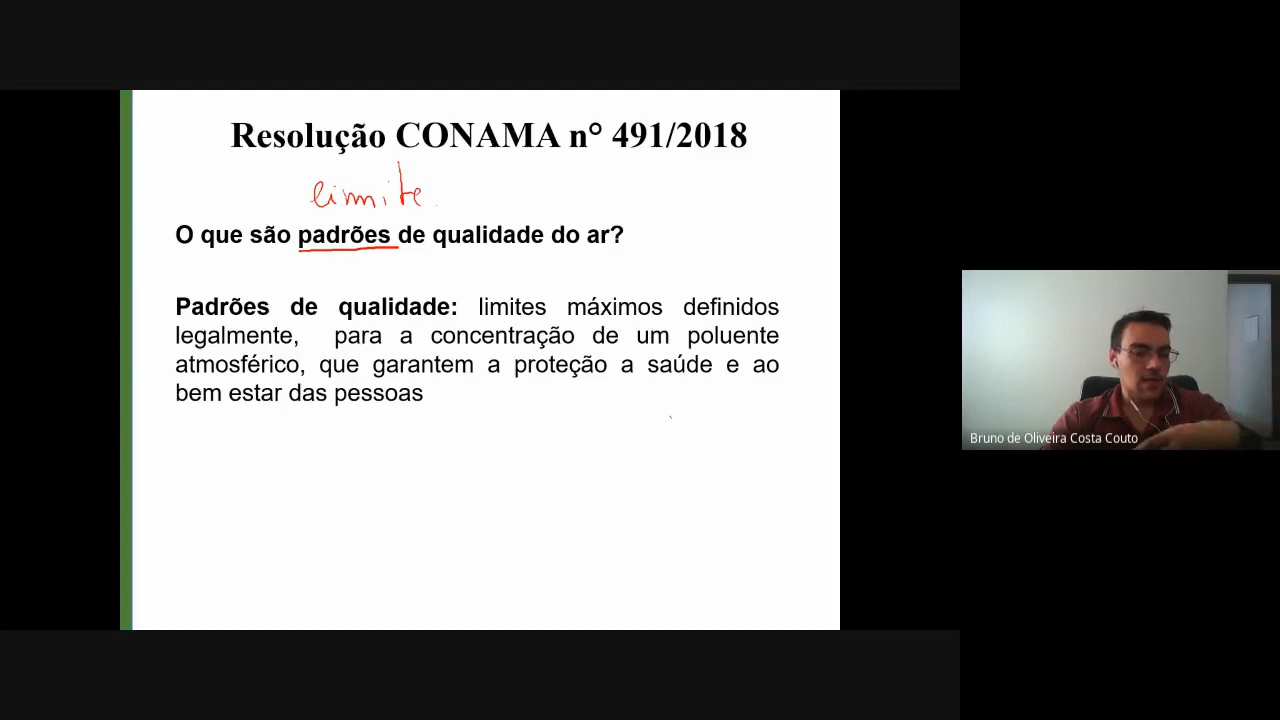 Resolução CONAMA n° 491/2018
limite
O que são padrões de qualidade do ar?
Padrões de qualidade: limites máximos definidos
legalmente, para a concentração de um poluente
atmosférico, que garantem a proteção a saúde e ao
bem estar das pessoas
Bruno de Oliveira Costa Couto